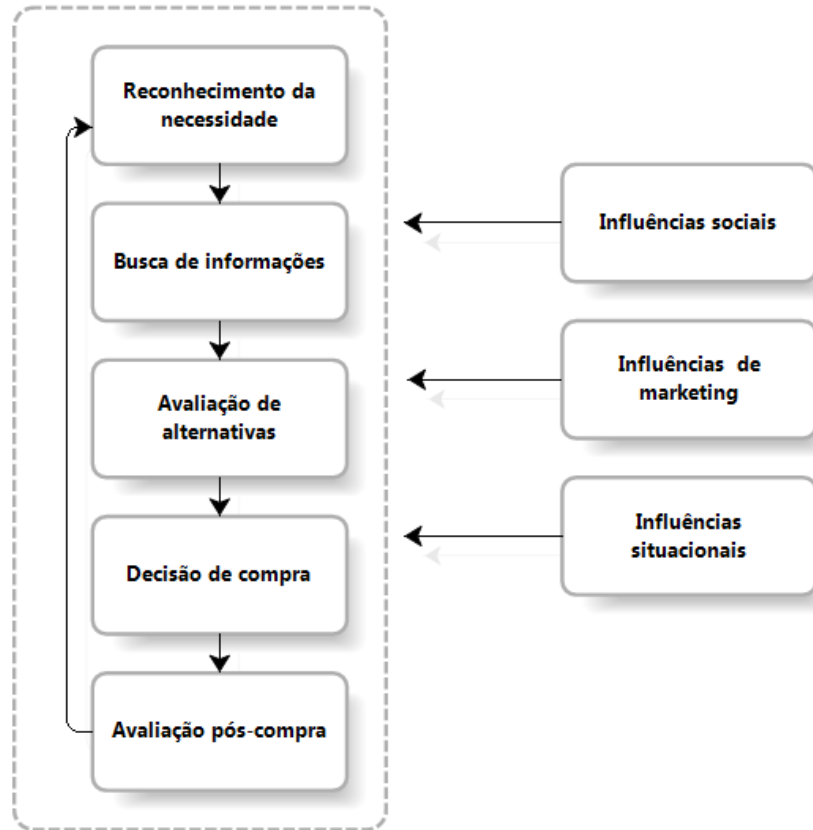 Reconhecimento da
necessidade
Busca de informações
Avaliação de
alternativas
Decisão de compra
Avaliação pós-compra
Influências sociais
Influências de
marketing
Influências
situacionais